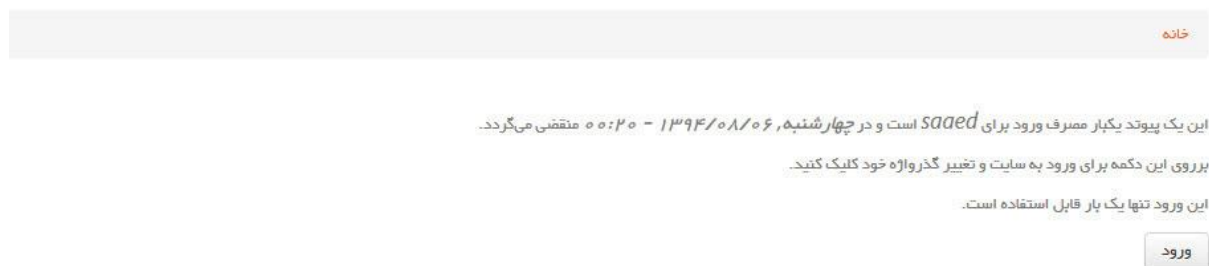 خانه
این یک پیوتد یکبار مصرف ورود برای saaed است و در چهارشنبه, ۱۳۹۴/۰۸/۰۶ - ۰۰:۲۰ منقضی می‌گردد.
برروی این دکمه برای ورود به سایت و تغییر گذرواژه خود کلیک کنید.
این ورود تنها یک بار قابل استفاده است.
ورود